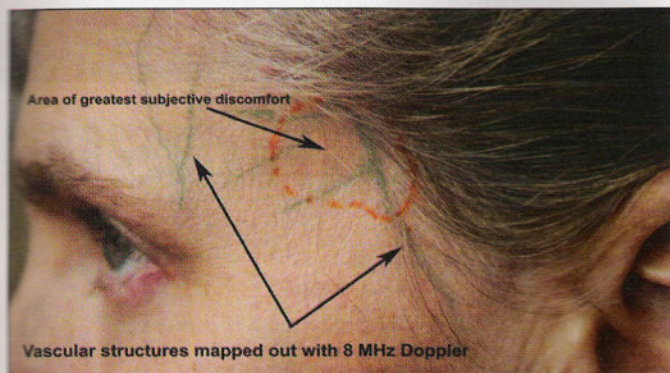 Area of greatest subjective discomfort
Vascular structures mapped out with 8 MHz Doppler